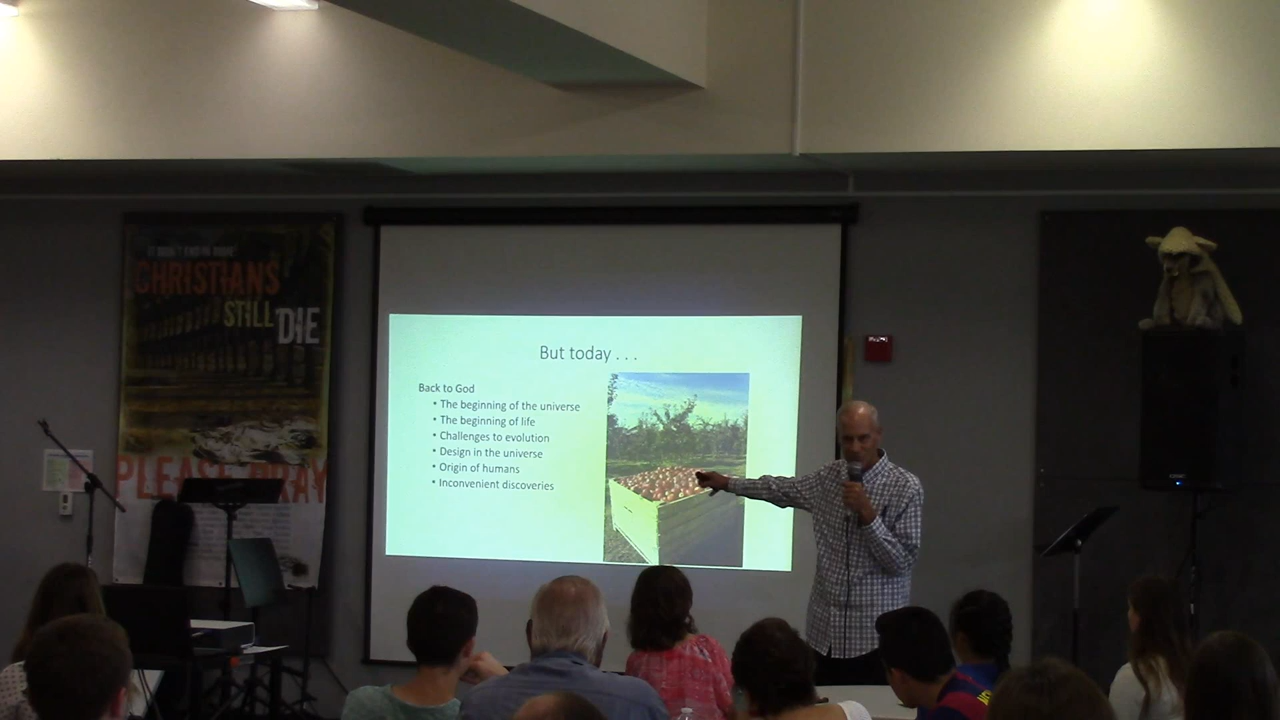 CHRISTIANS
STILL
DIE
PLEASE PRAY
But today . . .
Back to God
• The beginning of the universe
• The beginning of life
• Challenges to evolution
• Design in the universe
• Origin of humans
• Inconvenient discoveries